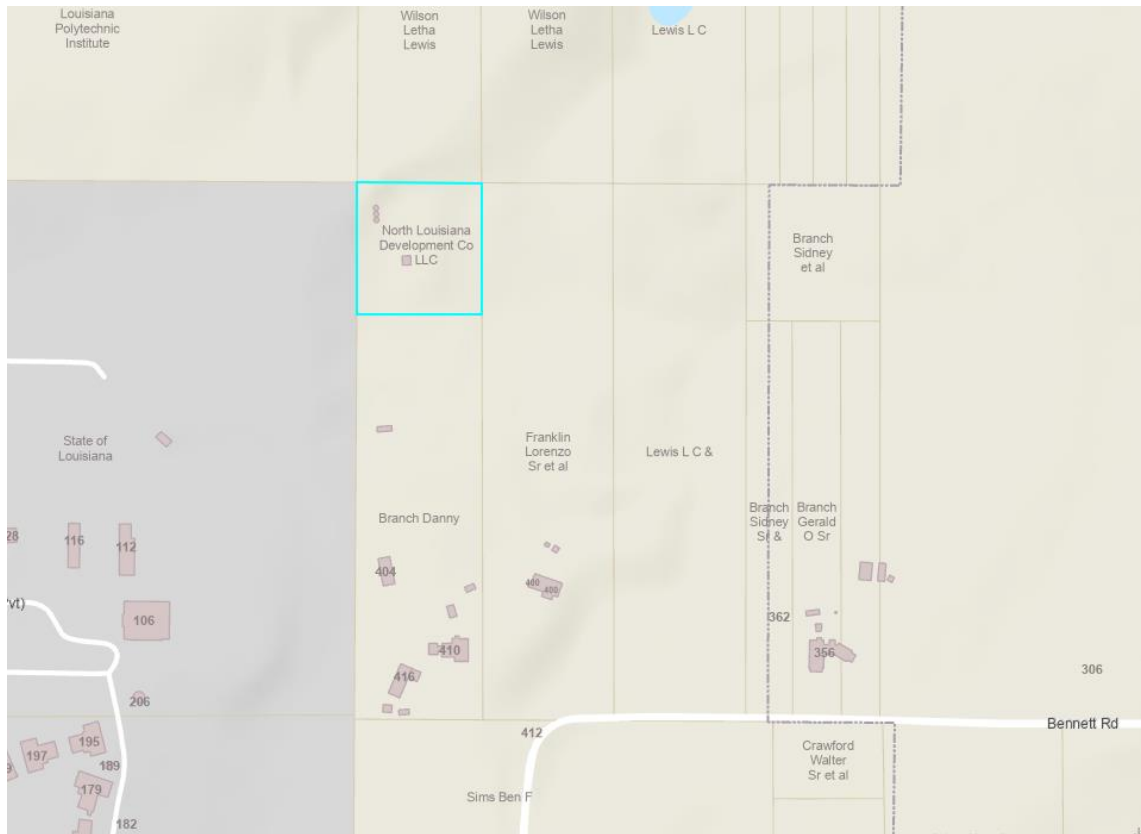 Louisiana
Polytechnic
Institute
Wilson
Letha
Lewis
Wilson
Letha
Lewis
Lewis L C
North Louisiana
Development Co
LLC
Branch
Sidney
et al
State of
Louisiana
Franklin
Lorenzo
Sr et al
Lewis L C &
Branch Danny
Branch
Sidney
Sr &
Branch
Gerald
O Sr
28
116
112
404
400
400
vt)
106
362
410
356
416
306
206
Bennett Rd
412
195
197
189
Crawford
Walter
Sr et al
9
179
Sims Ben F
182